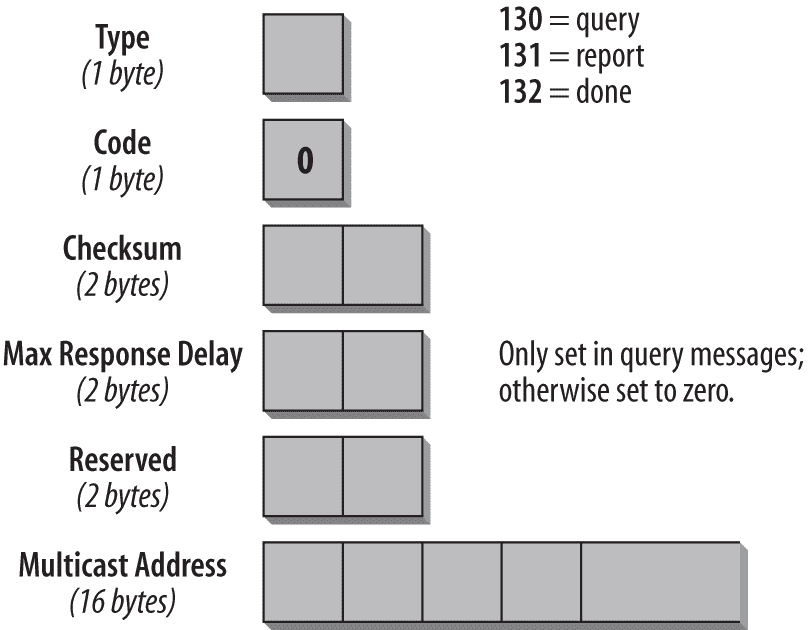 Type
(1 byte)
130 = query
131 = report
132 = done
Code
(1 byte)
0
Checksum
(2 bytes)
Max Response Delay
(2 bytes)
Only set in query messages;
otherwise set to zero.
Reserved
(2 bytes)
Multicast Address
(16 bytes)